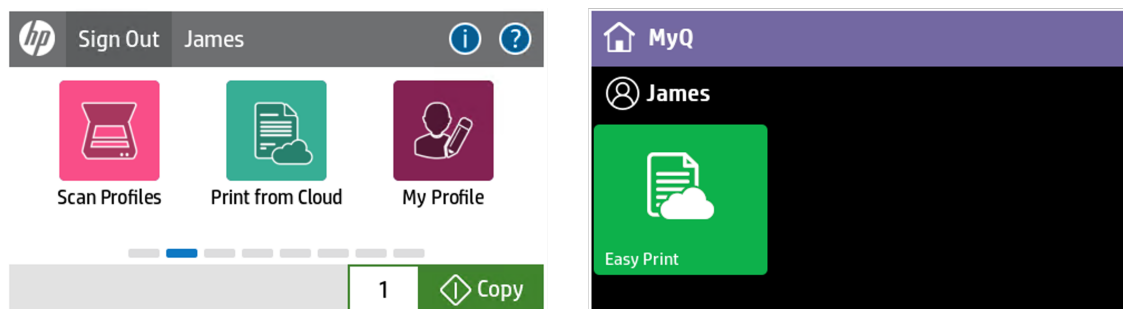 hp Sign Out James i ?
Scan Profiles Print from Cloud My Profile
1 Copy
MyQ
James
Easy Print